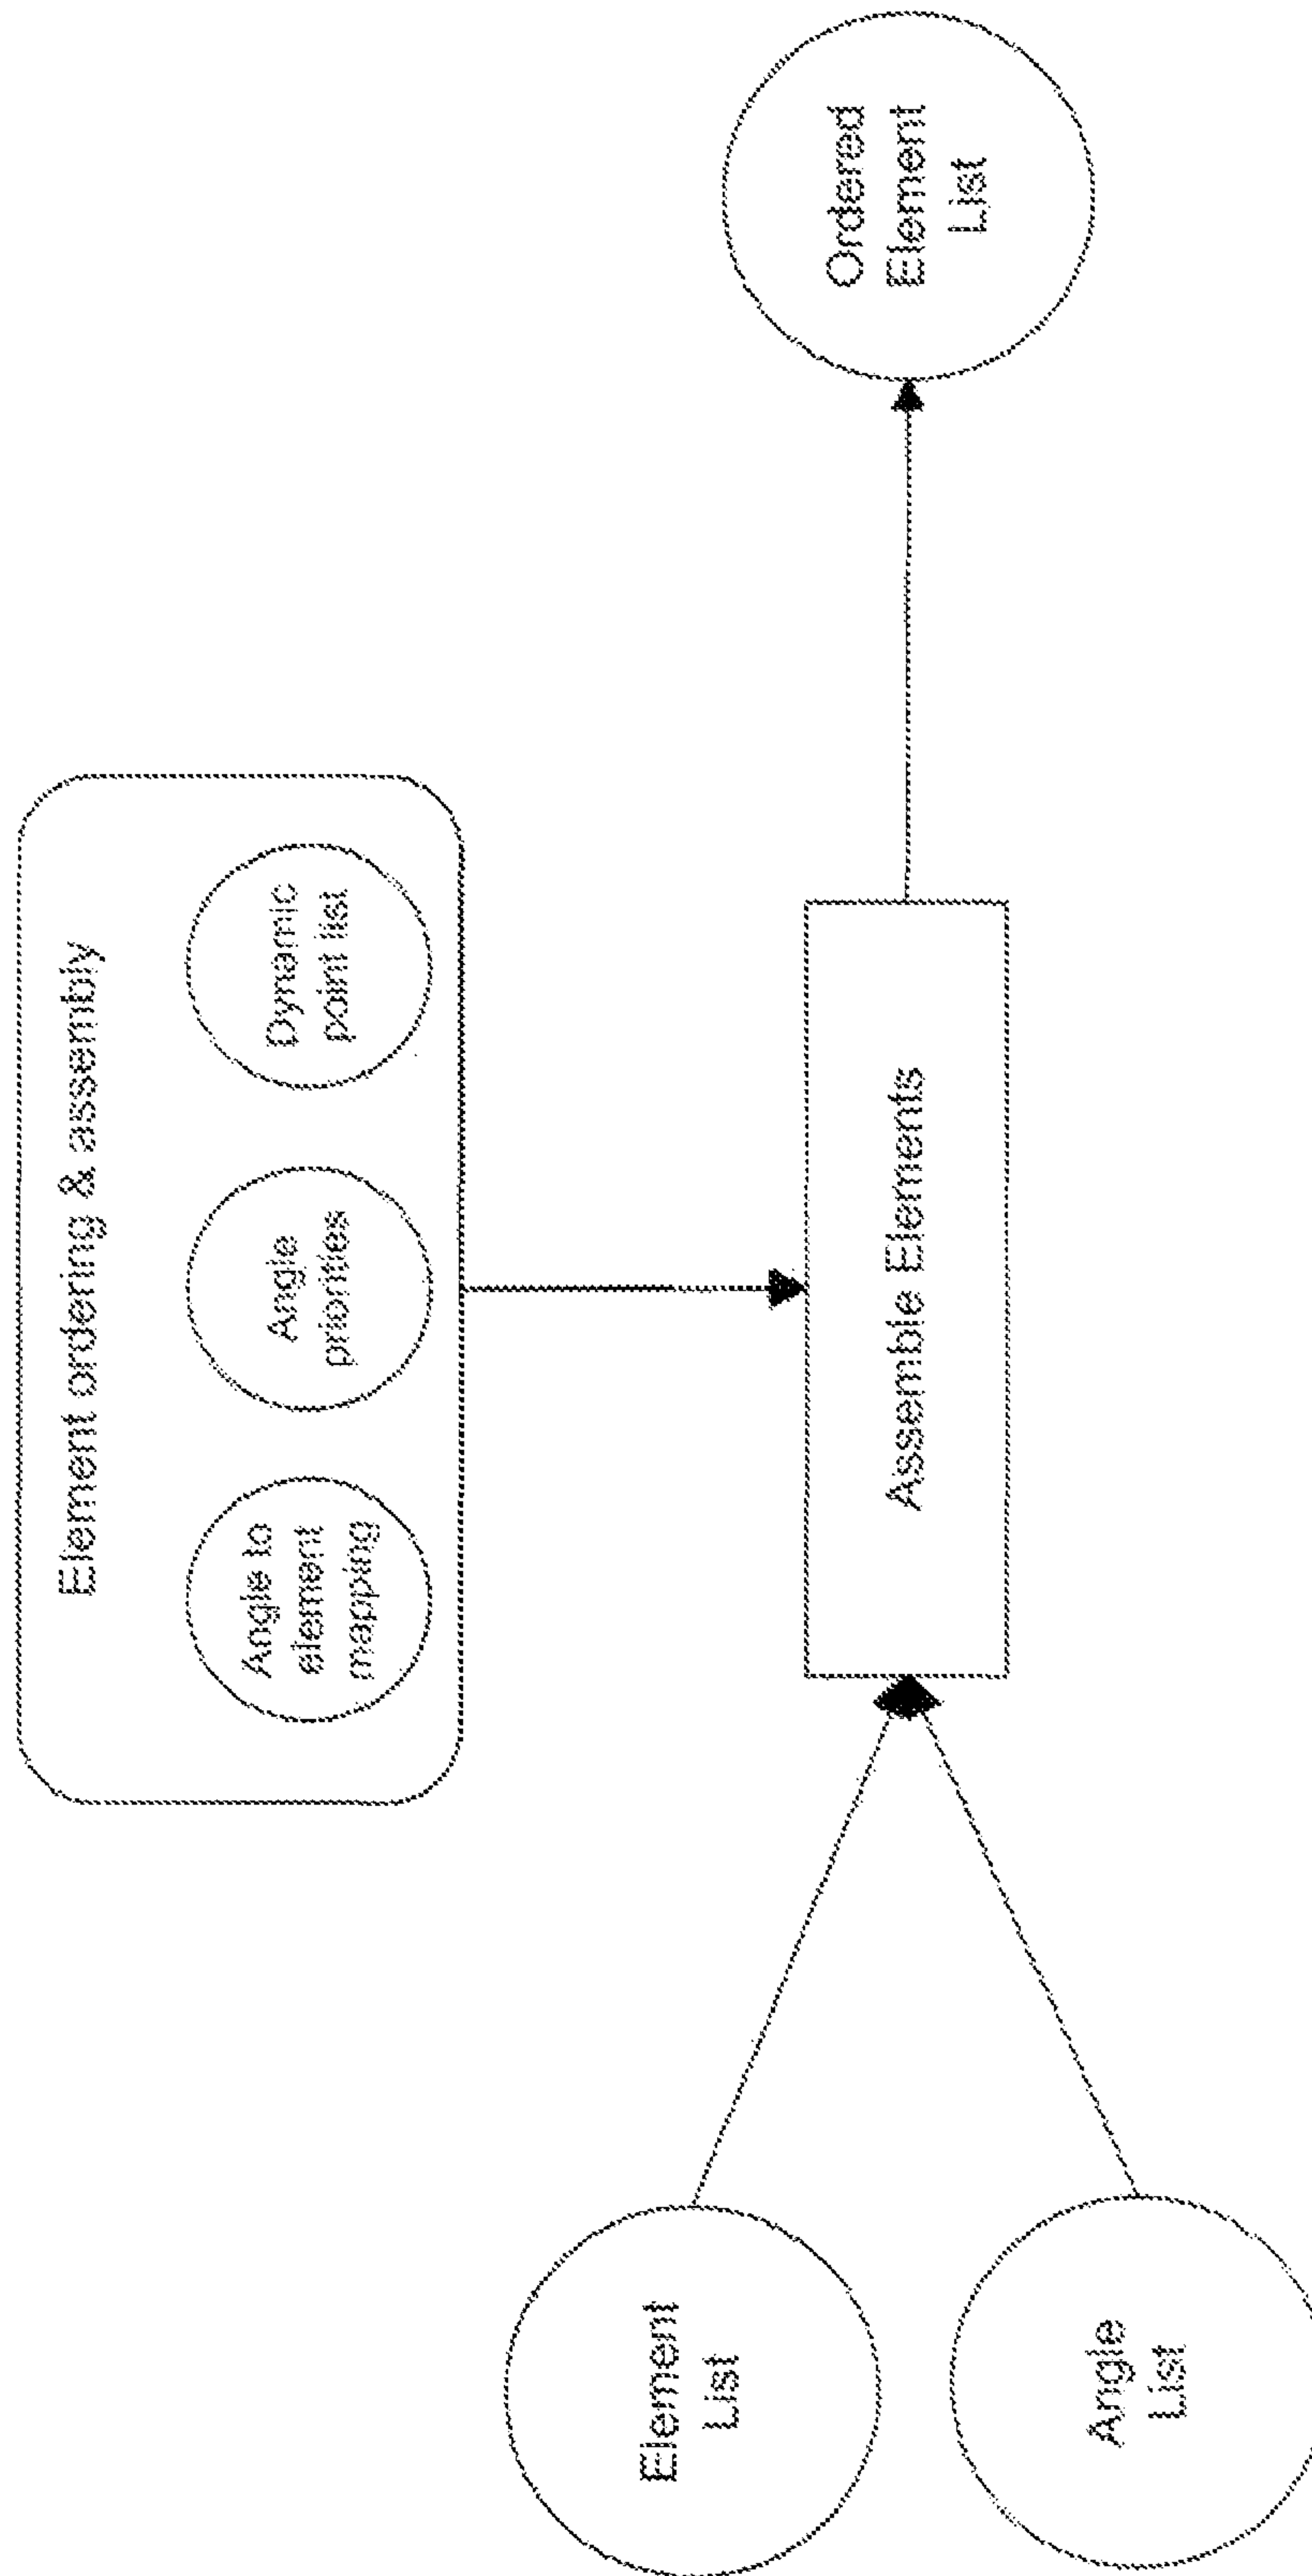 Element ordering & assembly
Angle to
element
mapping
Angle
priorities
Dynamic
point list
Element
List
Angle
List
Assemble Elements
Ordered
Element
List